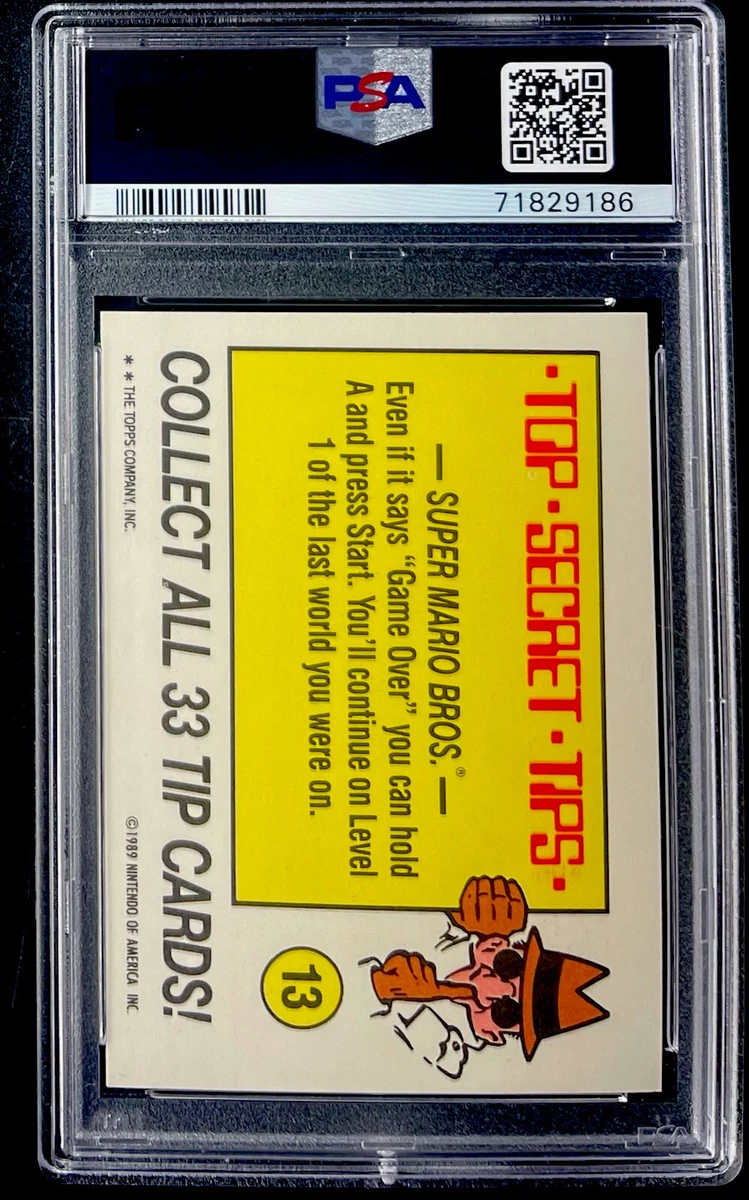 PSA
71829186
·TOP·SECRET·TIPS·
— SUPER MARIO BROS.® —
Even if it says “Game Over” you can hold
A and press Start. You’ll continue on Level
1 of the last world you were on.
13
COLLECT ALL 33 TIP CARDS!
* * THE TOPPS COMPANY, INC.
©1989 NINTENDO OF AMERICA INC.
PSA